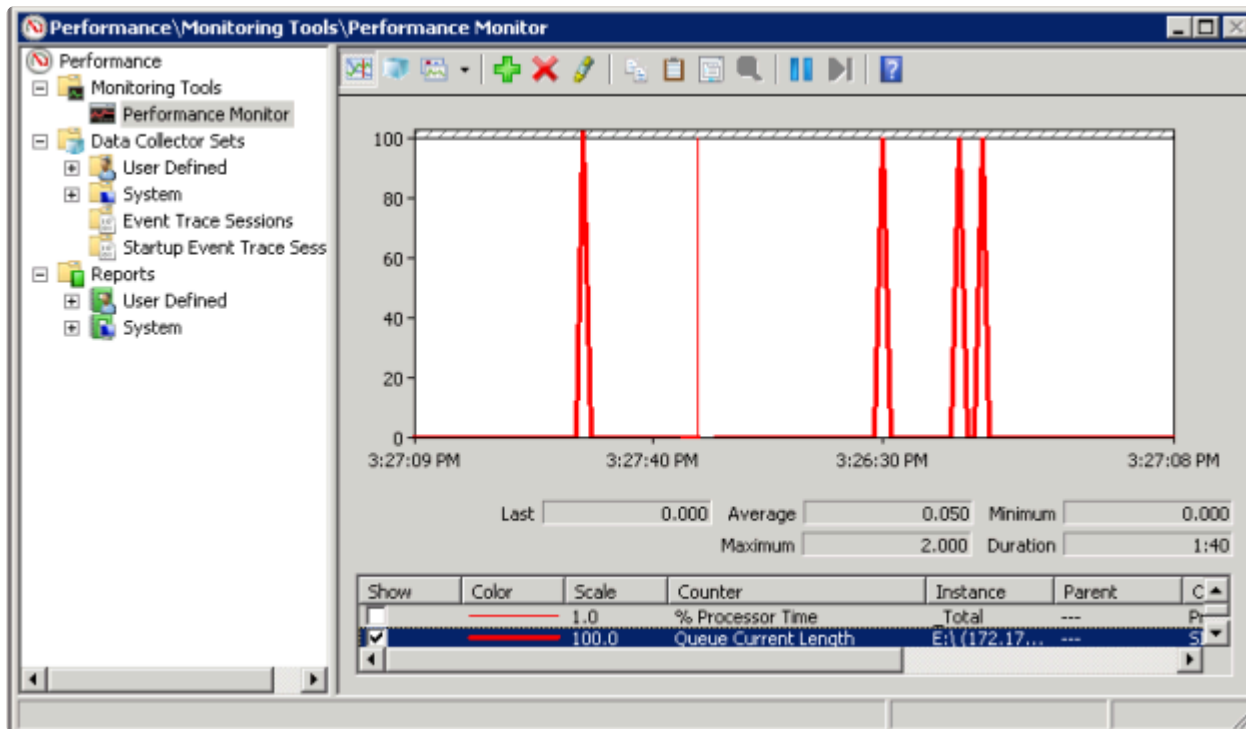 Performance\Monitoring Tools\Performance Monitor
Performance
Monitoring Tools
Performance Monitor
Data Collector Sets
User Defined
System
Event Trace Sessions
Startup Event Trace Sess
Reports
User Defined
System
100
80
60
40
20
0
3:27:09 PM 3:27:40 PM 3:26:30 PM 3:27:08 PM
Last 0.000 Average 0.050 Minimum 0.000
Maximum 2.000 Duration 1:40
Show Color Scale Counter Instance Parent C
1.0 % Processor Time _Total --- Pr
100.0 Queue Current Length E:\ (172.17... ---